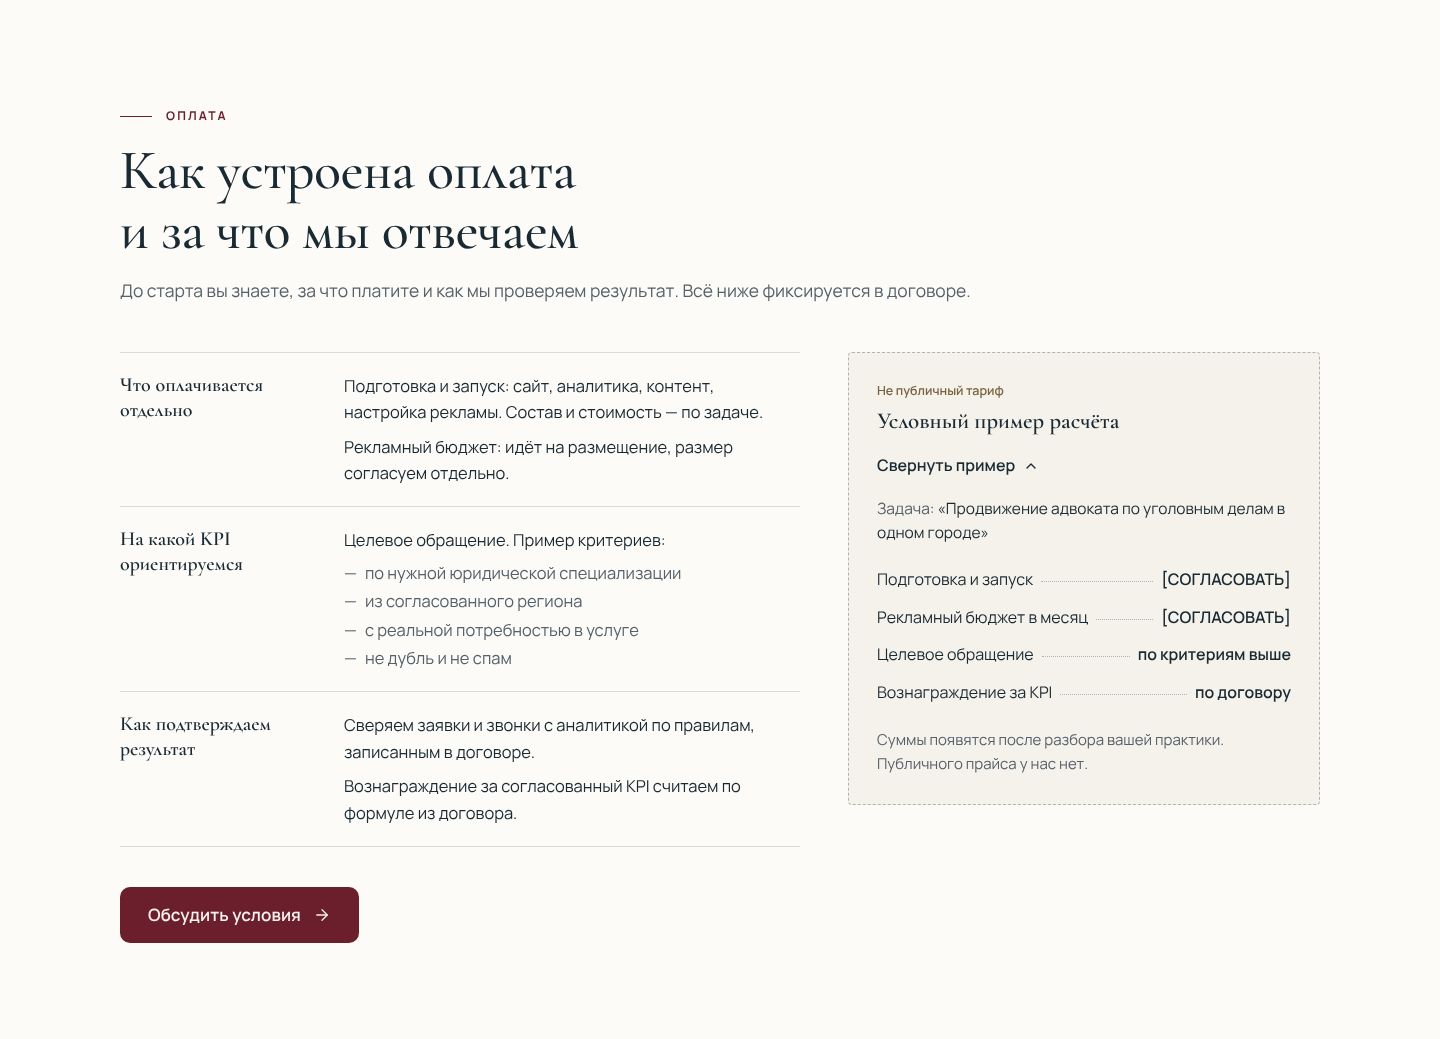 ОПЛАТА
Как устроена оплата
и за что мы отвечаем
До старта вы знаете, за что платите и как мы проверяем результат. Всё ниже фиксируется в договоре.
Что оплачивается
отдельно
Подготовка и запуск: сайт, аналитика, контент,
настройка рекламы. Состав и стоимость — по задаче.
Рекламный бюджет: идёт на размещение, размер
согласуем отдельно.
На какой KPI
ориентируемся
Целевое обращение. Пример критериев:
— по нужной юридической специализации
— из согласованного региона
— с реальной потребностью в услуге
— не дубль и не спам
Как подтверждаем
результат
Сверяем заявки и звонки с аналитикой по правилам,
записанным в договоре.
Вознаграждение за согласованный KPI считаем по
формуле из договора.
Обсудить условия →
Не публичный тариф
Условный пример расчёта
Свернуть пример
Задача: «Продвижение адвоката по уголовным делам в
одном городе»
Подготовка и запуск [СОГЛАСОВАТЬ]
Рекламный бюджет в месяц [СОГЛАСОВАТЬ]
Целевое обращение по критериям выше
Вознаграждение за KPI по договору
Суммы появятся после разбора вашей практики.
Публичного прайса у нас нет.